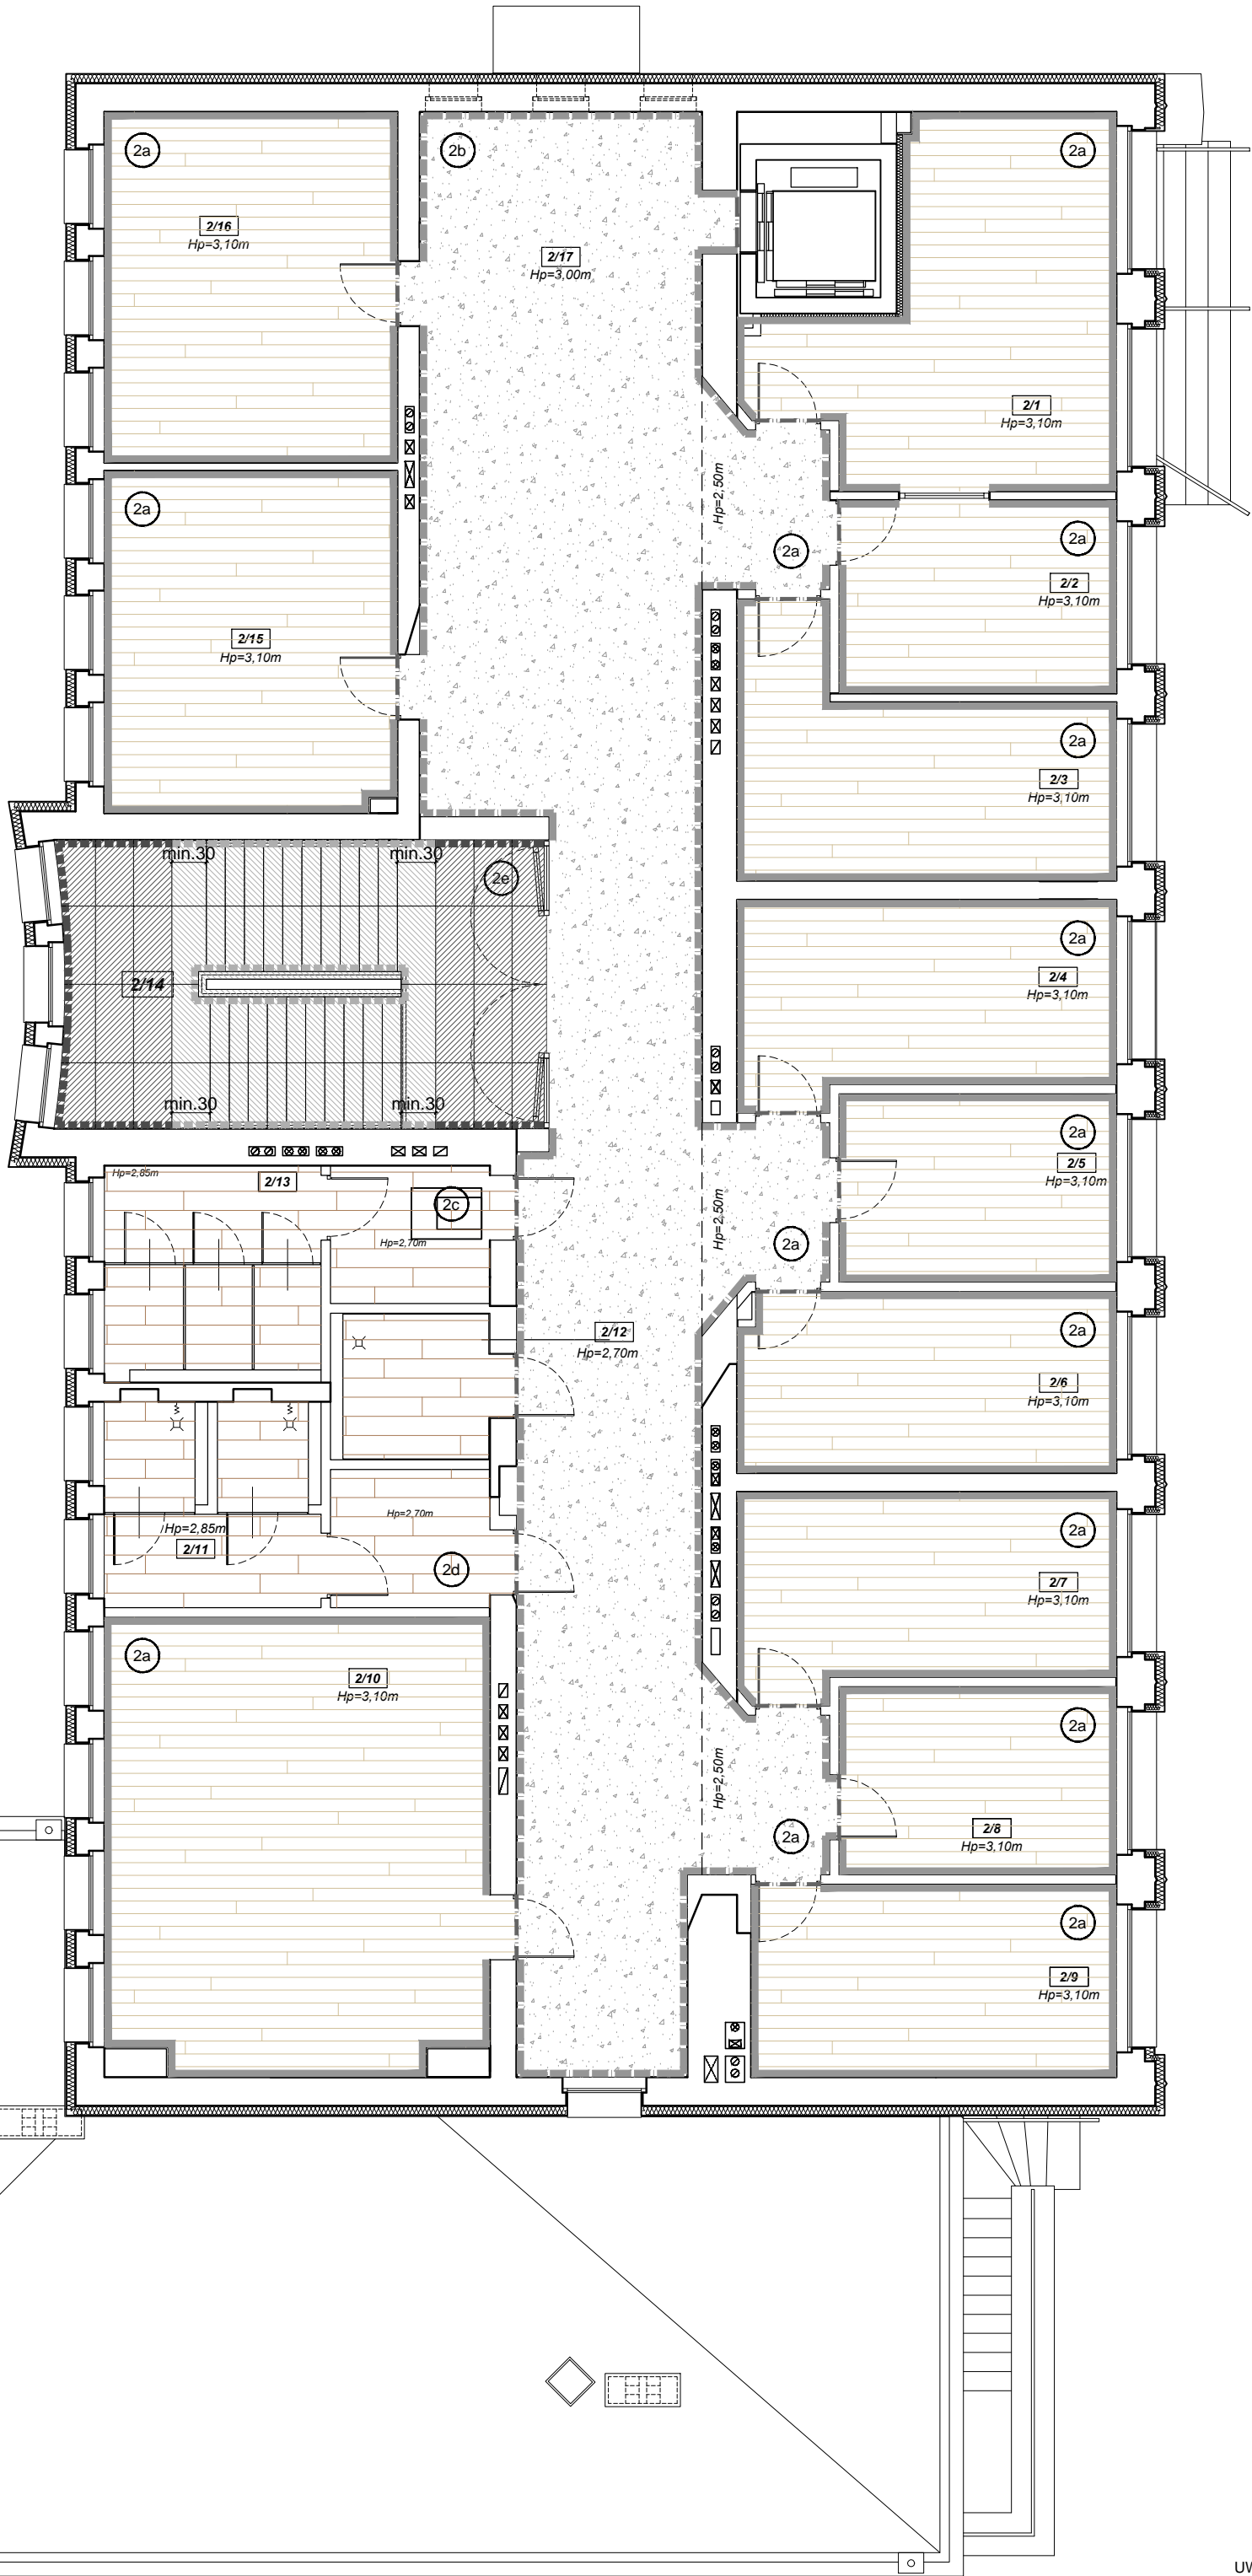 2a
2b
2a
2/16
Hp=3,10m
2/17
Hp=3,00m
2/1
Hp=3,10m
Hp=2,50m
2a
2a
2a
2/2
Hp=3,10m
2/15
Hp=3,10m
2a
2/3
Hp=3,10m
min.30
min.30
2e
2a
2/14
2/4
Hp=3,10m
min.30
min.30
2a
2/5
Hp=3,10m
Hp=2,85m
2/13
2c
Hp=2,70m
Hp=2,50m
2a
2/12
Hp=2,70m
2a
2/6
Hp=3,10m
Hp=2,70m
Hp=2,85m
2/11
2d
2a
2/7
Hp=3,10m
2a
2/10
Hp=3,10m
2a
Hp=2,50m
2a
2/8
Hp=3,10m
2a
2/9
Hp=3,10m